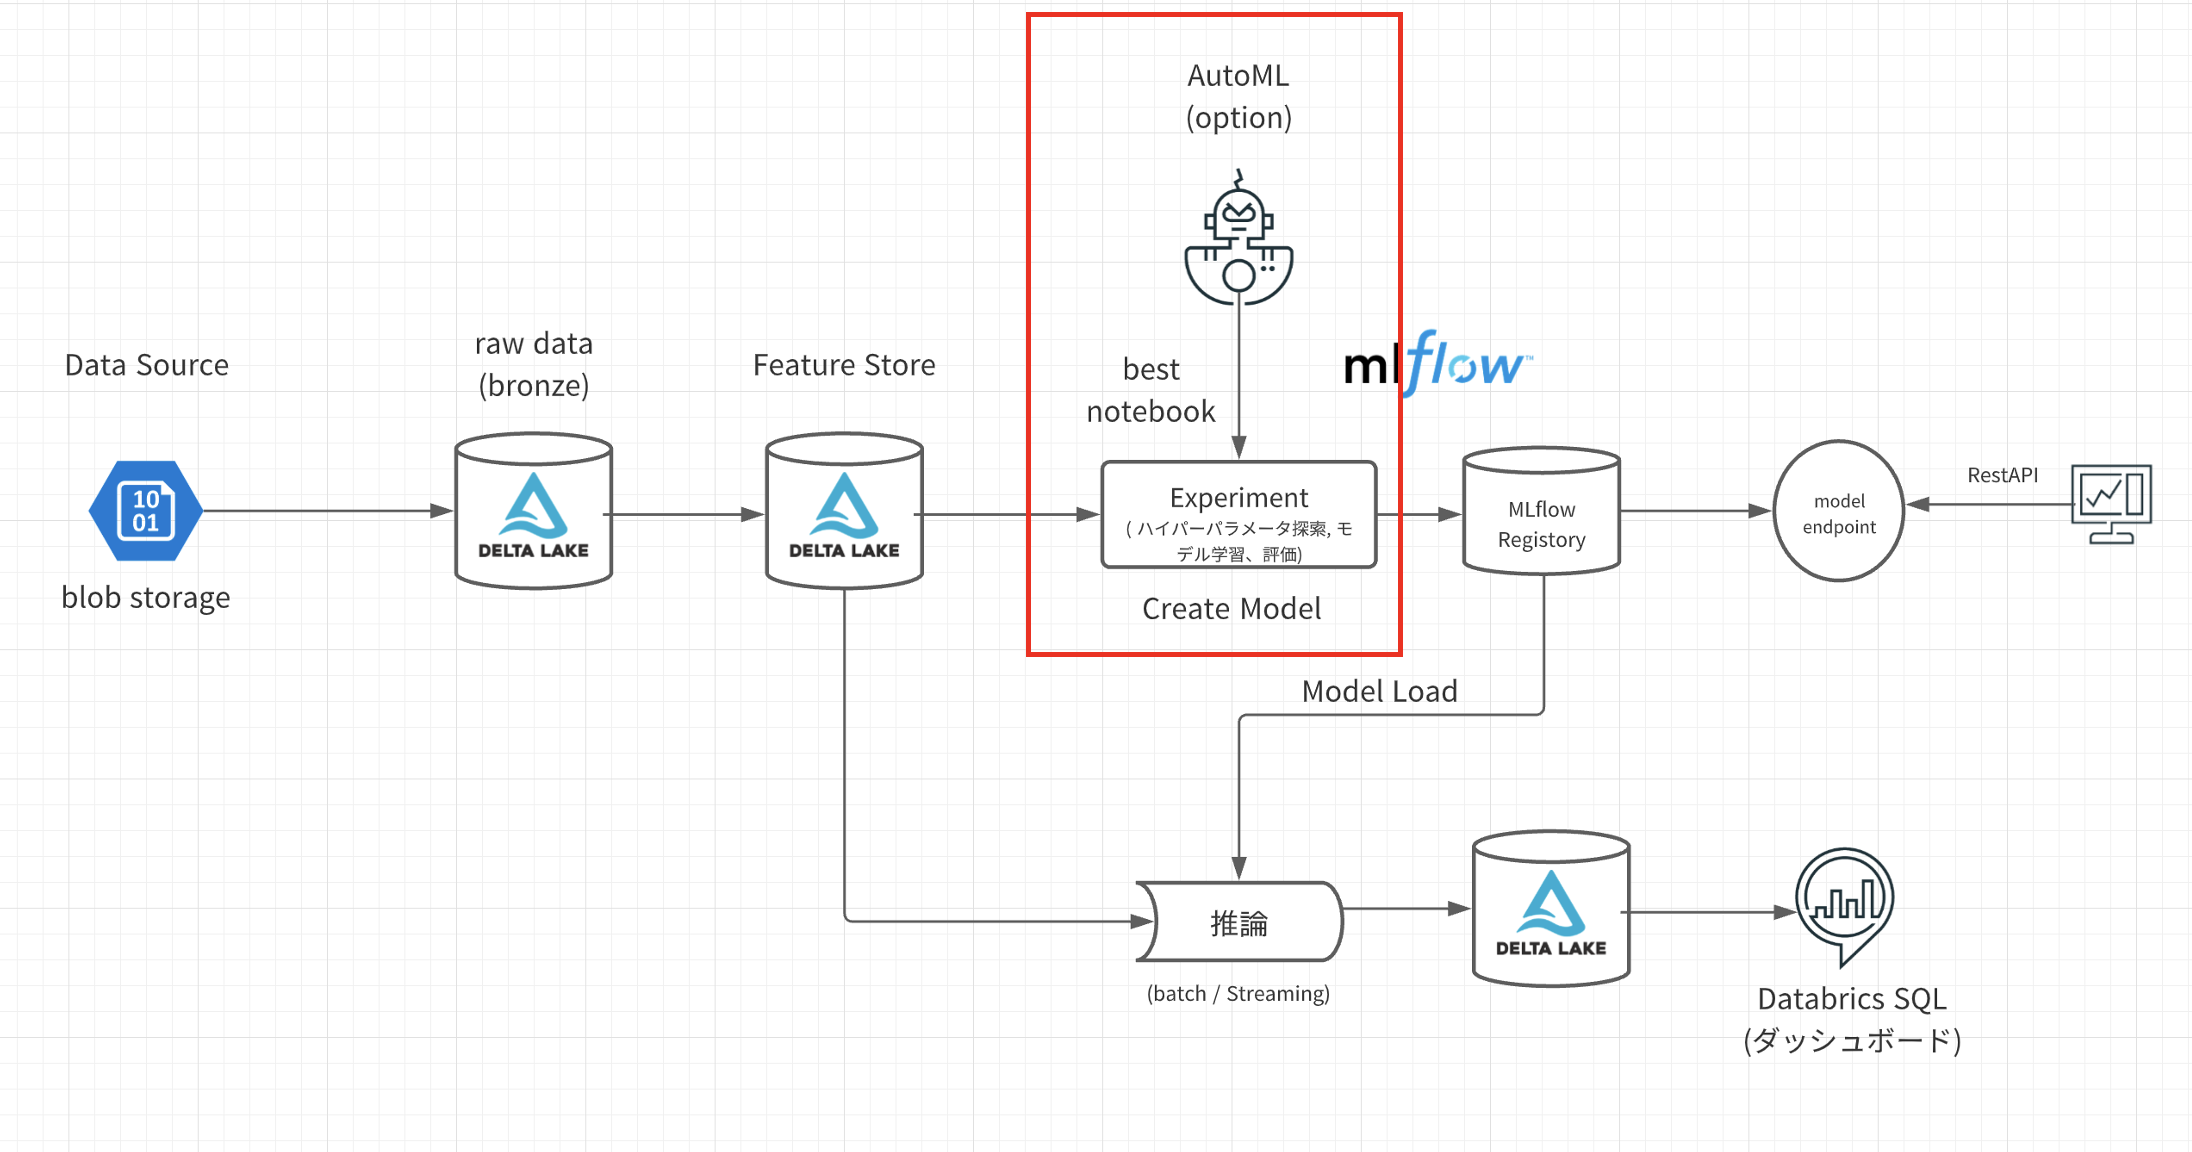 AutoML
(option)
Data Source
raw data
(bronze)
Feature Store
best
notebook
mlflow™
10
01
DELTA LAKE
DELTA LAKE
Experiment
( ハイパーパラメータ探索, モ
デル学習、評価)
MLflow
Registory
model
endpoint
RestAPI
blob storage
Create Model
Model Load
推論
(batch / Streaming)
DELTA LAKE
Databrics SQL
(ダッシュボード)